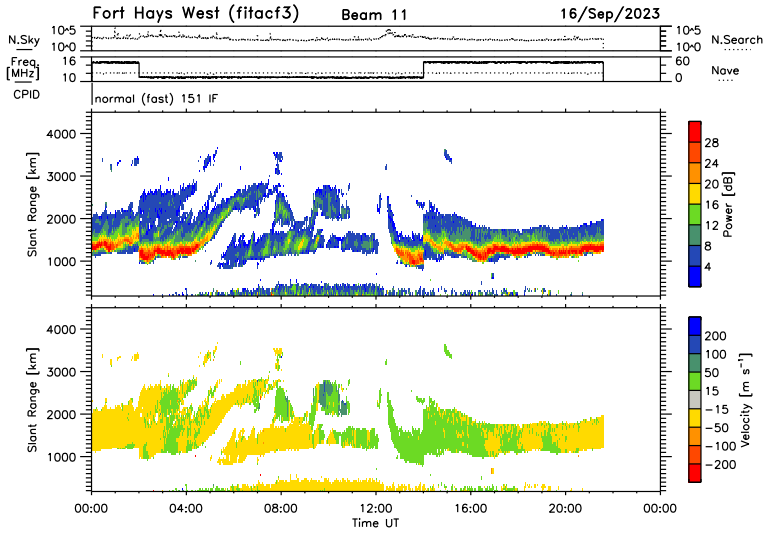 Fort Hays West (fitacf3) Beam 11 16/Sep/2023
N.Sky 10^5 10^0 10^5 10^0 N.Search
Freq. [MHz] 16 10 60 0 Nave
CPID normal (fast) 151 IF
Slant Range [km] 4000 3000 2000 1000
Power [dB] 28 24 20 16 12 8 4
Slant Range [km] 4000 3000 2000 1000
Velocity [m s⁻¹] 200 100 50 15 −15 −50 −100 −200
00:00 04:00 08:00 12:00 16:00 20:00 00:00
Time UT